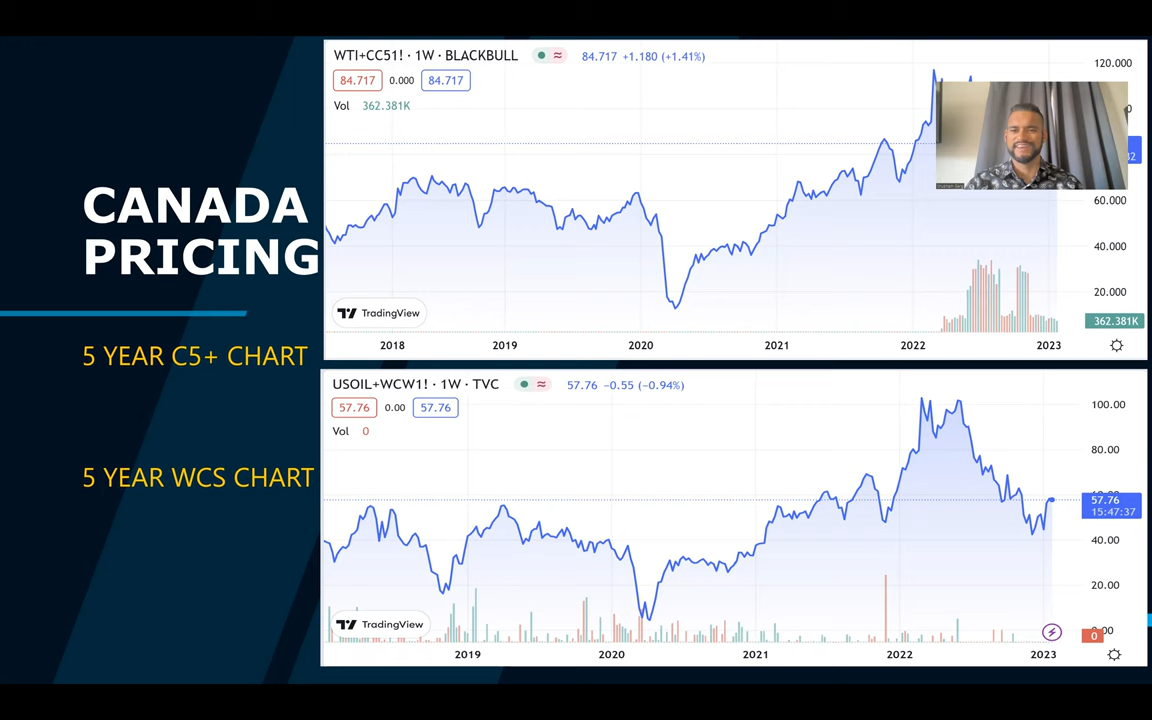 CANADA
PRICING
5 YEAR C5+ CHART
5 YEAR WCS CHART
WTI+CC51! · 1W · BLACKBULL
84.717 +1.180 (+1.41%)
84.717 0.000 84.717
Vol 362.381K
120.000
60.000
40.000
20.000
362.381K
TradingView
2018 2019 2020 2021 2022 2023
USOIL+WCW1! · 1W · TVC
57.76 −0.55 (−0.94%)
57.76 0.00 57.76
Vol 0
100.00
80.00
57.76
15:47:37
40.00
20.00
0
TradingView
2019 2020 2021 2022 2023